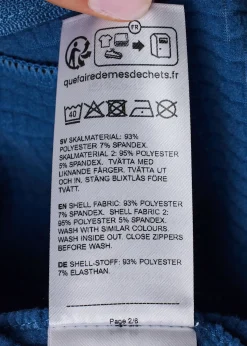 FR
quefairedemesdechets.fr
40
SV SKALMATERIAL: 93%
POLYESTER 7% SPANDEX.
SKALMATERIAL 2: 95% POLYESTER
5% SPANDEX. TVÄTTA MED
LIKNANDE FÄRGER. TVÄTTA UT
OCH IN. STÄNG BLIXTLÅS FÖRE
TVÄTT.
EN SHELL FABRIC: 93% POLYESTER
7% SPANDEX. SHELL FABRIC 2:
95% POLYESTER 5% SPANDEX.
WASH WITH SIMILAR COLOURS.
WASH INSIDE OUT. CLOSE ZIPPERS
BEFORE WASH.
DE SHELL-STOFF: 93% POLYESTER
7% ELASTHAN.
Page 2/6